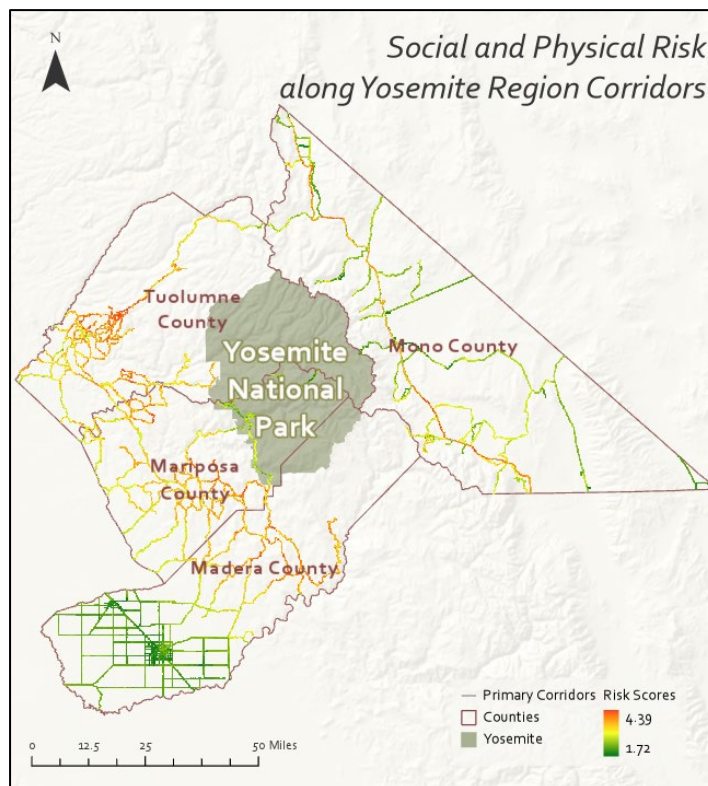 N
Social and Physical Risk
along Yosemite Region Corridors
Tuolumne
County
Yosemite
National
Park
Mono County
Mariposa
County
Madera County
Primary Corridors
Counties
Yosemite
Risk Scores
4.39
1.72
0 12.5 25 50 Miles